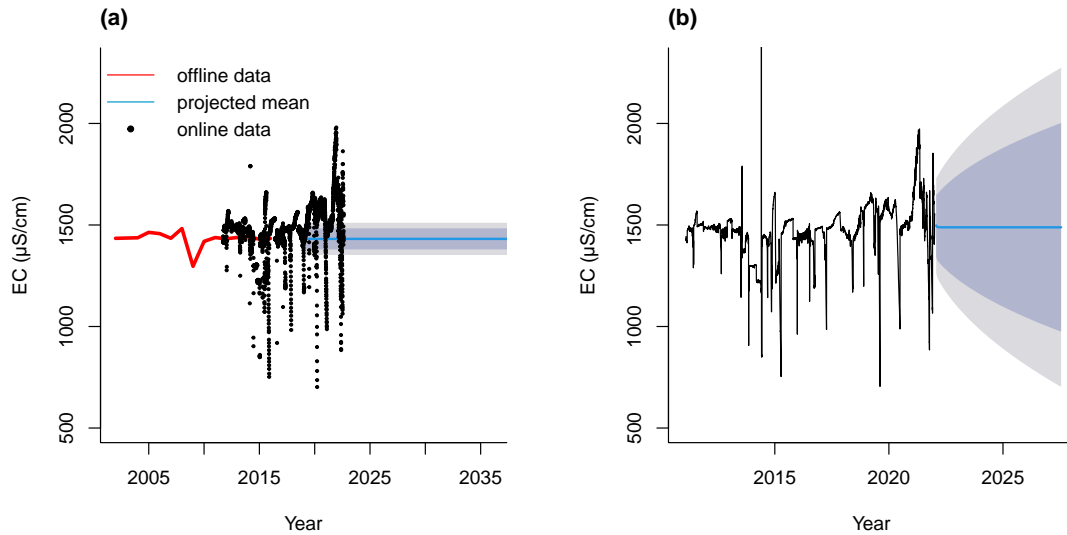 (a)
offline data
projected mean
online data
EC (μS/cm)
2000
1500
1000
500
2005 2015 2025 2035
Year
(b)
EC (μS/cm)
2000
1500
1000
500
2015 2020 2025
Year